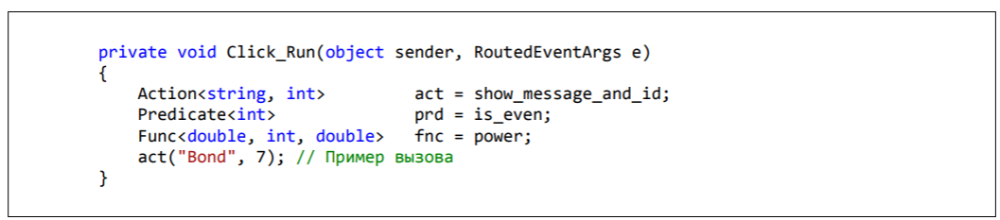 private void Click_Run(object sender, RoutedEventArgs e)
{
    Action<string, int>         act = show_message_and_id;
    Predicate<int>              prd = is_even;
    Func<double, int, double>   fnc = power;
    act("Bond", 7); // Пример вызова
}